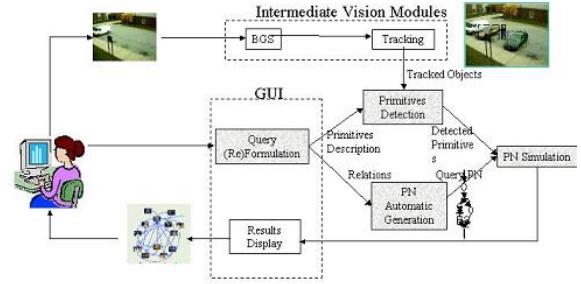 Intermediate Vision Modules
BGS
Tracking
Tracked Objects
GUI
Primitives
Detection
Query
(Re)Formulation
Primitives
Description
Detected
Primitive
s
PN Simulation
Relations
Query PN
PN
Automatic
Generation
Results
Display